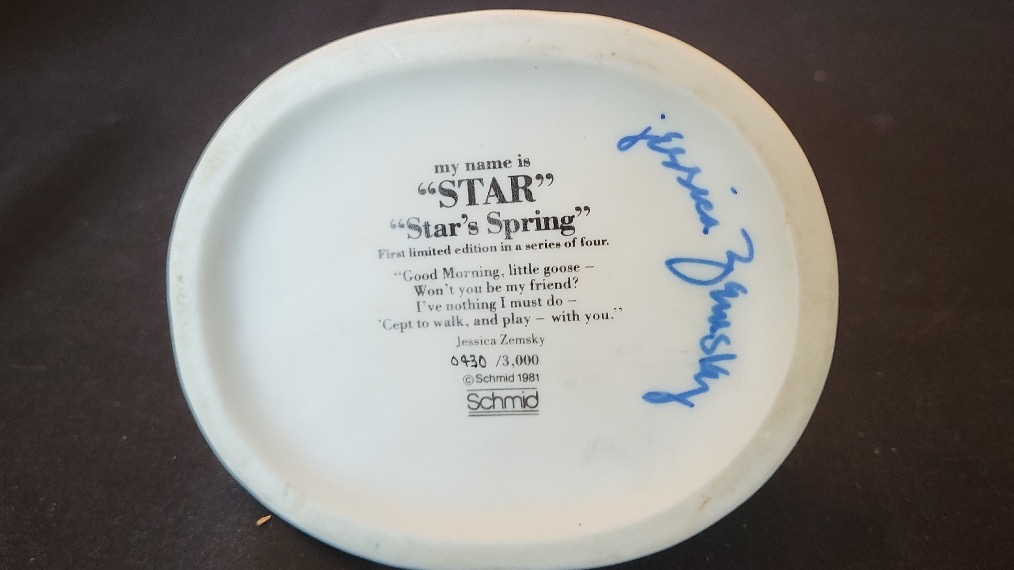 my name is
“STAR”
“Star’s Spring”
First limited edition in a series of four.
“Good Morning, little goose –
Won’t you be my friend?
I’ve nothing I must do –
’Cept to walk, and play – with you.”
Jessica Zemsky
0430 /3,000
© Schmid 1981
Schmid
jessica Zemsky